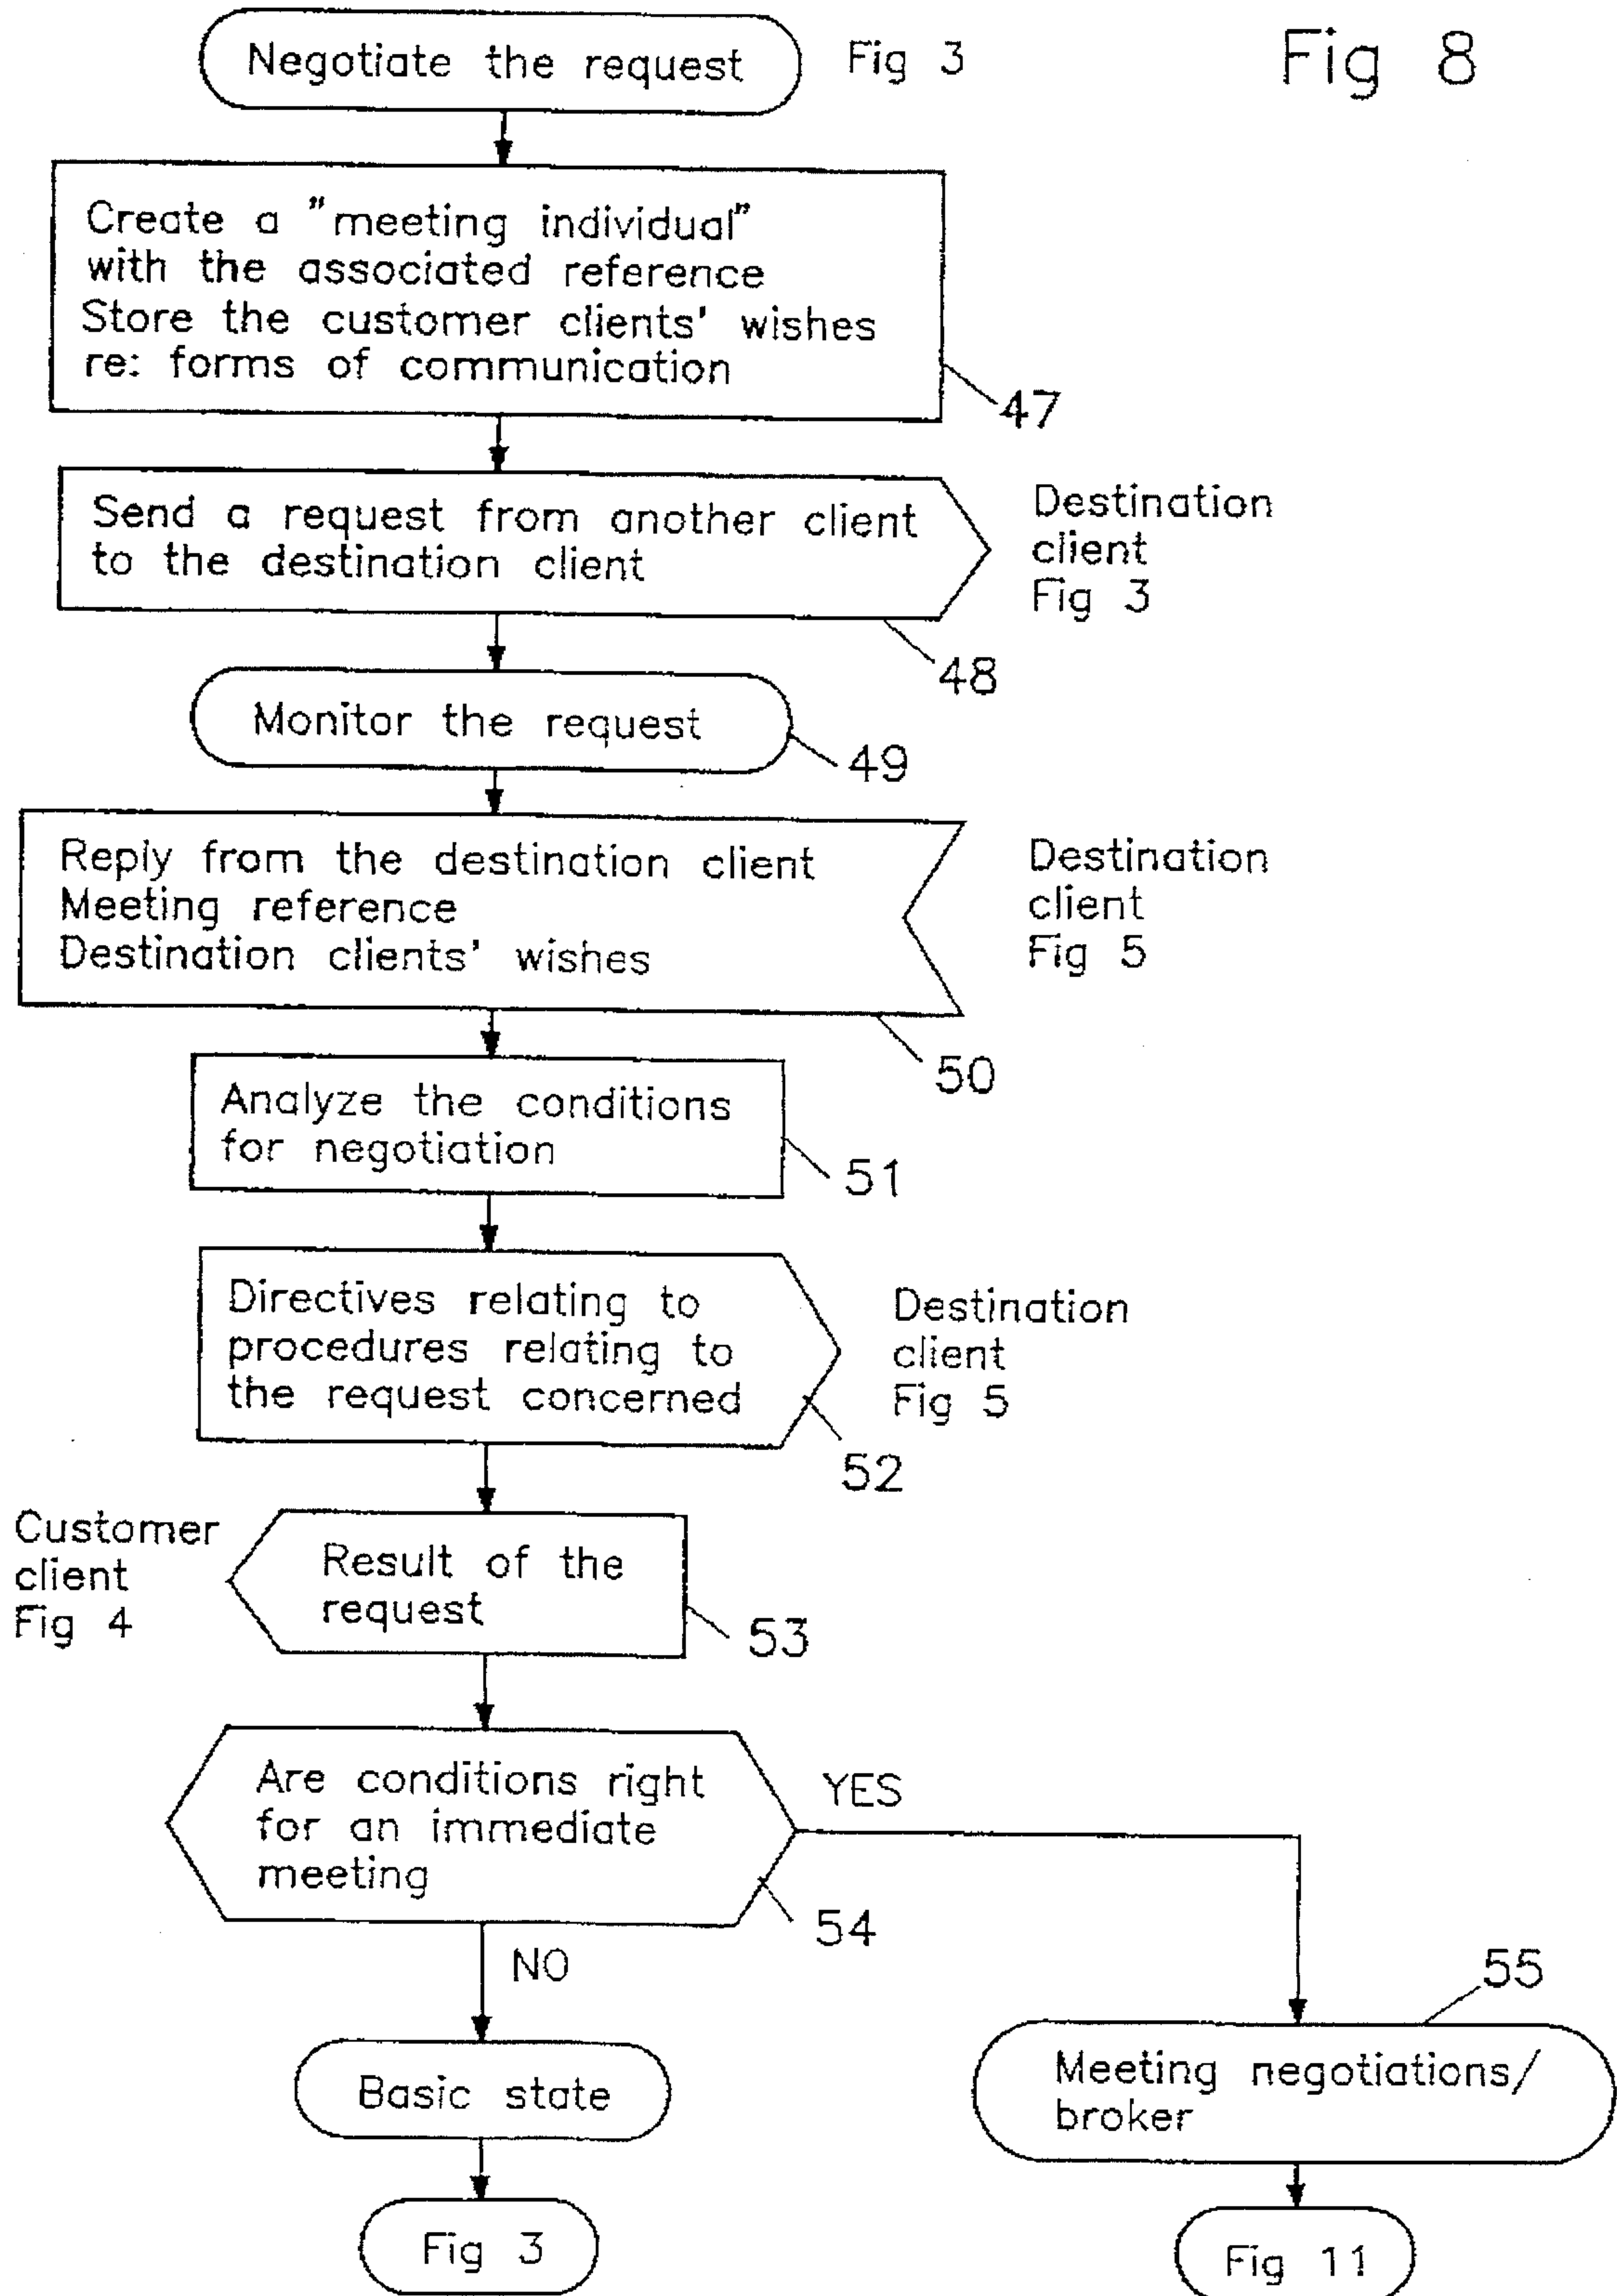 Fig 8
Negotiate the request
Fig 3
Create a "meeting individual"
with the associated reference
Store the customer clients' wishes
re: forms of communication
47
Send a request from another client
to the destination client
Destination
client
Fig 3
48
Monitor the request
49
Reply from the destination client
Meeting reference
Destination clients' wishes
Destination
client
Fig 5
50
Analyze the conditions
for negotiation
51
Directives relating to
procedures relating to
the request concerned
Destination
client
Fig 5
52
Customer
client
Fig 4
Result of the
request
53
Are conditions right
for an immediate
meeting
YES
54
NO
55
Basic state
Meeting negotiations/
broker
Fig 3
Fig 11